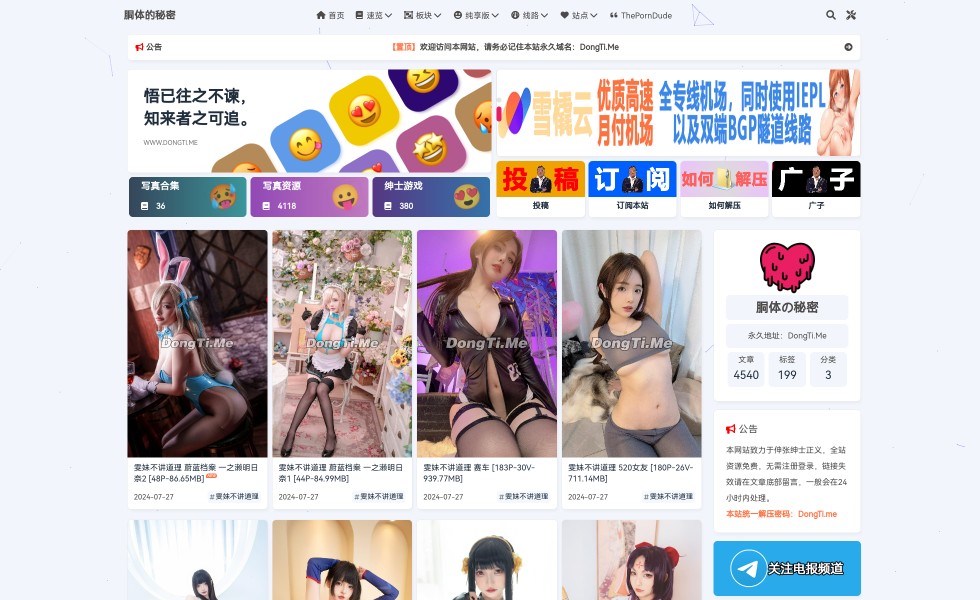 胴体的秘密
首页
速览
板块
纯享版
线路
站点
ThePornDude
公告
【置顶】欢迎访问本网站，请务必记住本站永久域名：DongTi.Me
悟已往之不谏，
知来者之可追。
WWW.DONGTI.ME
雪橇云
优质高速
月付机场
全专线机场，同时使用IEPL
以及双端BGP隧道线路
写真合集
36
写真资源
4118
绅士游戏
380
投稿
订阅
如何解压
广子
投稿
订阅本站
如何解压
广子
DongTi.Me
DongTi.Me
DongTi.Me
DongTi.Me
雯妹不讲道理 蔚蓝档案 一之濑明日
奈2 [48P-86.65MB]
2024-07-27
#雯妹不讲道理
雯妹不讲道理 蔚蓝档案 一之濑明日
奈1 [44P-84.99MB]
2024-07-27
#雯妹不讲道理
雯妹不讲道理 赛车 [183P-30V-
939.77MB]
2024-07-27
#雯妹不讲道理
雯妹不讲道理 520女友 [180P-26V-
711.14MB]
2024-07-27
#雯妹不讲道理
胴体の秘密
永久地址：DongTi.Me
文章
4540
标签
199
分类
3
公告
本网站致力于伸张绅士正义，全站
资源免费，无需注册登录，链接失
效请在文章底部留言，一般会在24
小时内处理。
本站统一解压密码：DongTi.me
关注电报频道